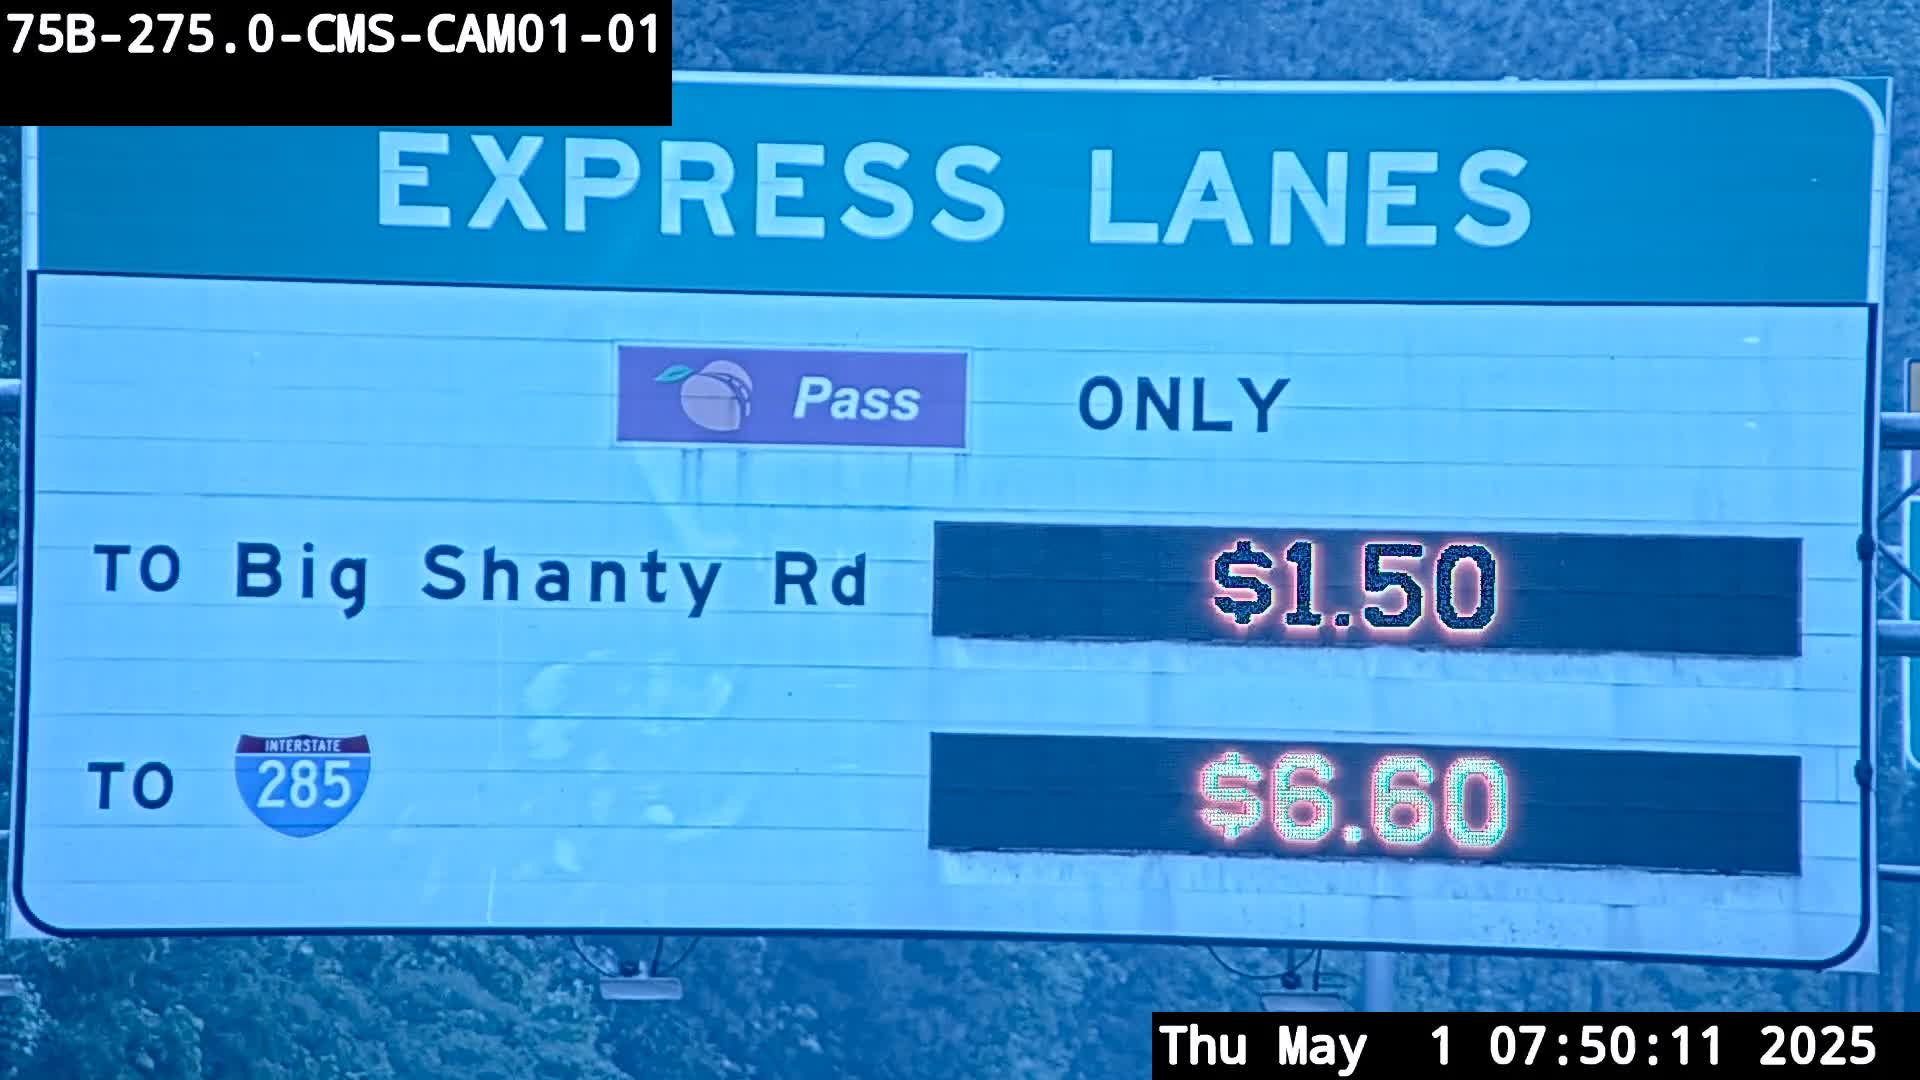 75B-275.0-CMS-CAM01-01
EXPRESS LANES
Pass ONLY
TO Big Shanty Rd $1.50
INTERSTATE
TO 285 $6.60
Thu May 1 07:50:11 2025